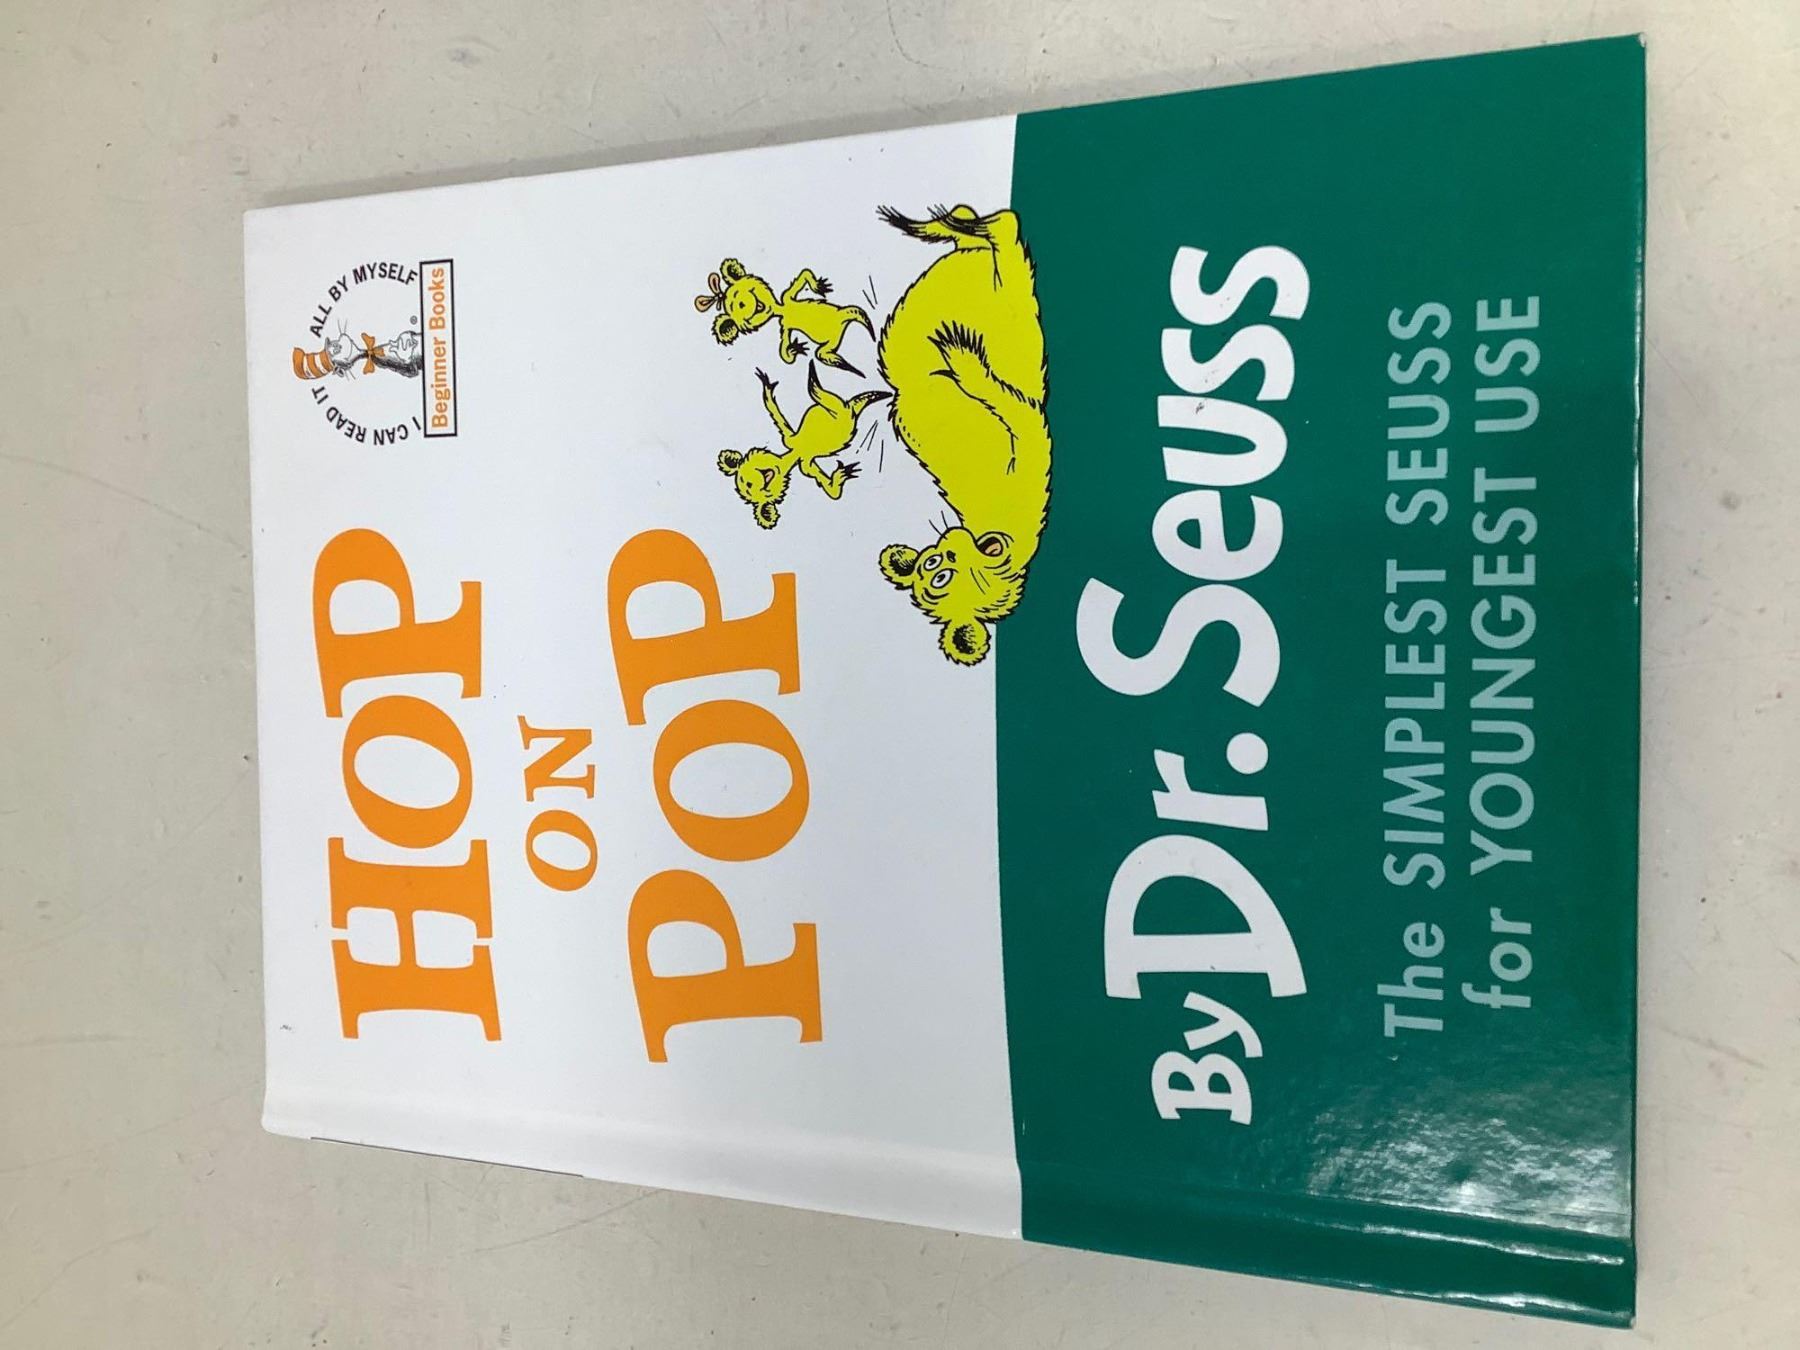 I CAN READ IT ALL BY MYSELF
®
Beginner Books
HOP
ON
POP
By Dr. Seuss
The SIMPLEST SEUSS
for YOUNGEST USE